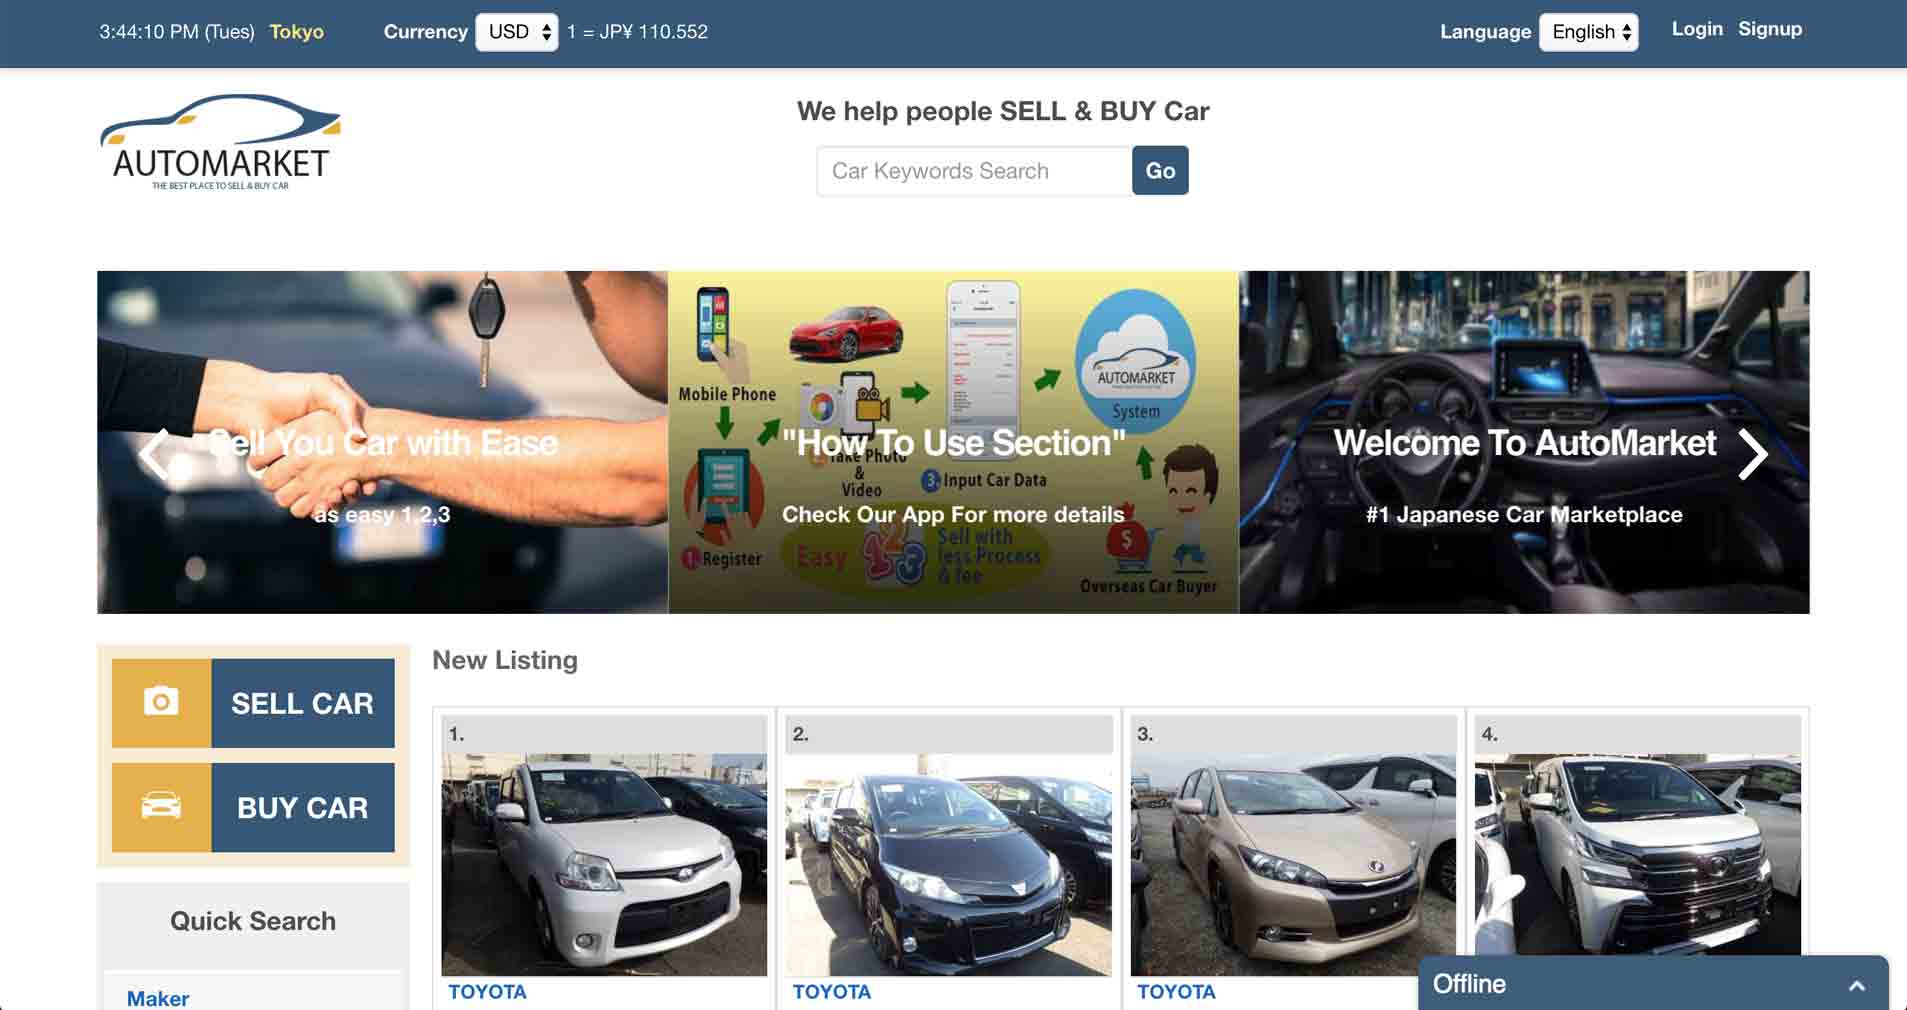 3:44:10 PM (Tues) Tokyo Currency USD 1 = JP¥ 110.552 Language English Login Signup
AUTOMARKET
THE BEST PLACE TO SELL & BUY CAR
We help people SELL & BUY Car
Car Keywords Search Go
Sell You Car with Ease
as easy 1,2,3
Mobile Phone
AUTOMARKET
System
"How To Use Section"
2. Take Photo
&
Video
3. Input Car Data
Check Our App For more details
1. Register
Easy 123
Sell with
less Process
& fee
$
Overseas Car Buyer
Welcome To AutoMarket
#1 Japanese Car Marketplace
SELL CAR
BUY CAR
Quick Search
Maker
New Listing
1. 2. 3. 4.
TOYOTA TOYOTA TOYOTA
Offline